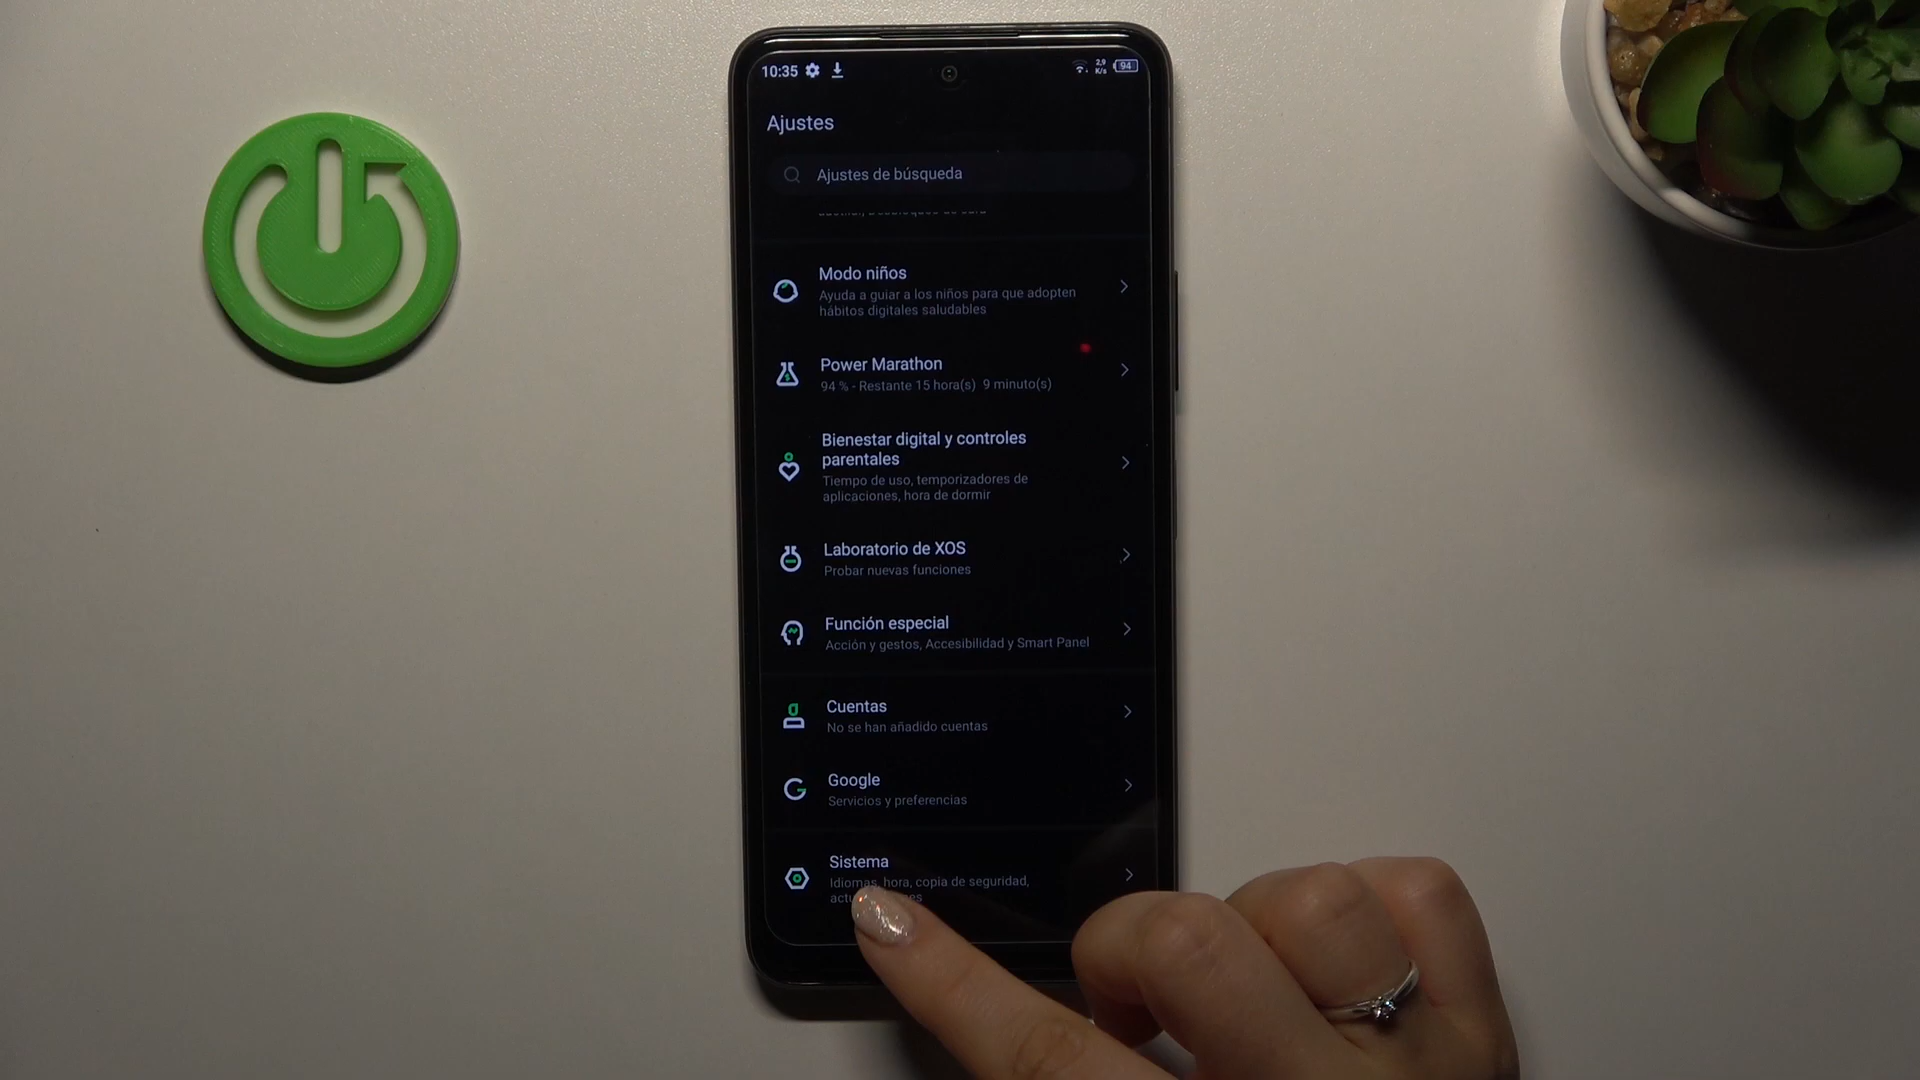 10:35
2,9
K/s
94
Ajustes
Ajustes de búsqueda
Modo niños
Ayuda a guiar a los niños para que adopten
hábitos digitales saludables
Power Marathon
94 % - Restante 15 hora(s) 9 minuto(s)
Bienestar digital y controles
parentales
Tiempo de uso, temporizadores de
aplicaciones, hora de dormir
Laboratorio de XOS
Probar nuevas funciones
Función especial
Acción y gestos, Accesibilidad y Smart Panel
Cuentas
No se han añadido cuentas
Google
Servicios y preferencias
Sistema
Idiomas, hora, copia de seguridad,